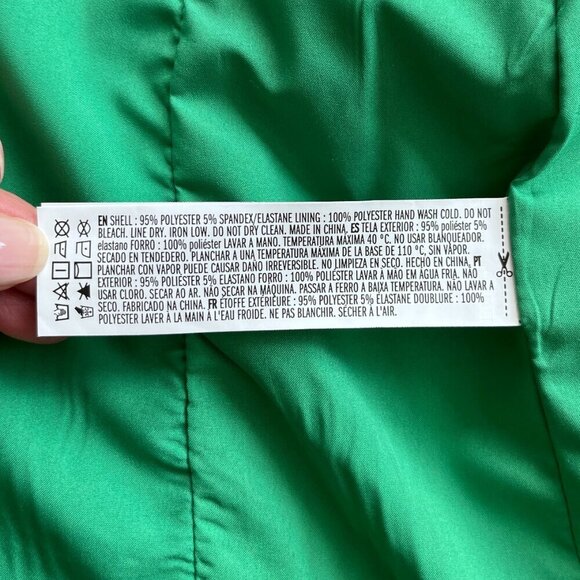 EN SHELL : 95% POLYESTER 5% SPANDEX/ELASTANE LINING : 100% POLYESTER HAND WASH COLD. DO NOT
BLEACH. LINE DRY. IRON LOW. DO NOT DRY CLEAN. MADE IN CHINA, ES TELA EXTERIOR : 95% POLYESTER 5%
elastano FORRO : 100% poliéster LAVAR A MANO. TEMPERATURA MÁXIMA 40 °C. NO USAR BLANQUEADOR.
SECADO EN TENDEDERO. PLANCHAR A UNA TEMPERATURA MÁXIMA DE LA BASE DE 110 °C, SIN VAPOR.
PLANCHAR CON VAPOR PUEDE CAUSAR DAÑO IRREVERSIBLE. NO LIMPIEZA EN SECO. HECHO EN CHINA, PT
EXTERIOR : 95% POLIÉSTER 5% ELASTANO FORRO : 100% POLIÉSTER LAVAR À MÃO EM ÁGUA FRIA. NÃO
USAR CLORO. SECAR AO AR. NÃO SECAR NA MÁQUINA. PASSAR A FERRO A BAIXA TEMPERATURA. NÃO LAVAR A
SECO. FABRICADO NA CHINA. FR ÉTOFFE EXTÉRIEURE : 95% POLYESTER 5% ELASTANE DOUBLURE : 100%
POLYESTER LAVER À LA MAIN A L'EAU FROIDE. NE PAS BLANCHIR. SÉCHER À L'AIR.